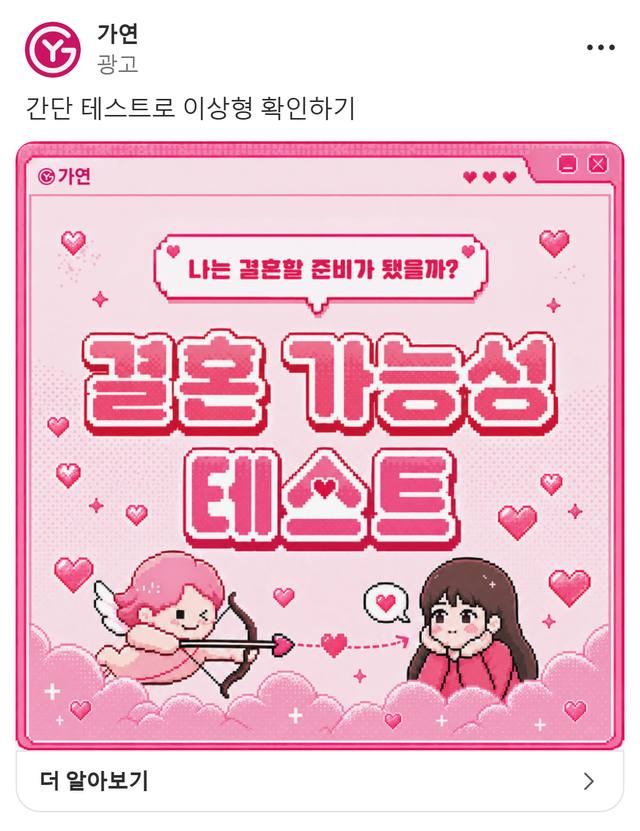 가연
광고
간단 테스트로 이상형 확인하기
가연
나는 결혼할 준비가 됐을까?
결혼 가능성
테스트
더 알아보기